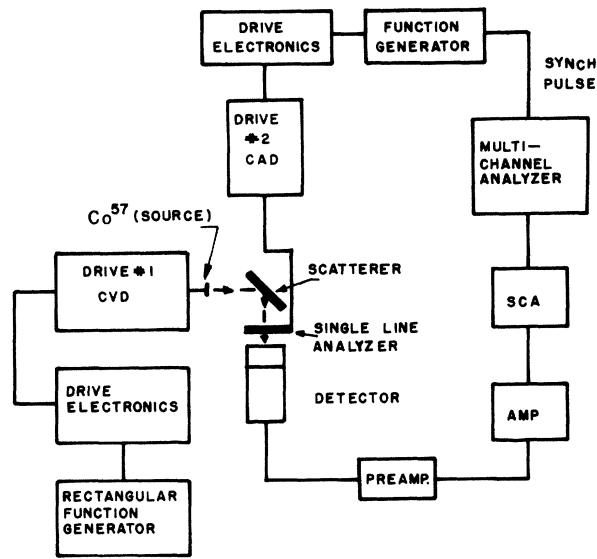 DRIVE
ELECTRONICS
FUNCTION
GENERATOR
SYNCH
PULSE
DRIVE
#2
CAD
MULTI-
CHANNEL
ANALYZER
Co57 (SOURCE)
DRIVE #1
CVD
SCATTERER
SCA
SINGLE LINE
ANALYZER
DRIVE
ELECTRONICS
DETECTOR
AMP
PREAMP.
RECTANGULAR
FUNCTION
GENERATOR